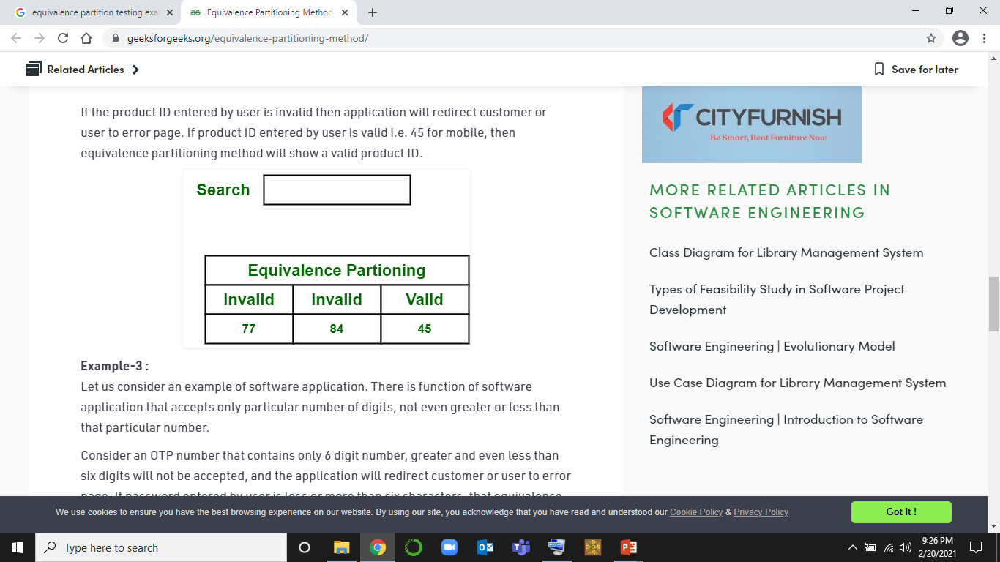 equivalence partition testing exa
Equivalence Partitioning Method
geeksforgeeks.org/equivalence-partitioning-method/
Related Articles
Save for later
If the product ID entered by user is invalid then application will redirect customer or
user to error page. If product ID entered by user is valid i.e. 45 for mobile, then
equivalence partitioning method will show a valid product ID.
Search
Equivalence Partioning
Invalid Invalid Valid
77 84 45
Example-3 :
Let us consider an example of software application. There is function of software
application that accepts only particular number of digits, not even greater or less than
that particular number.
Consider an OTP number that contains only 6 digit number, greater and even less than
six digits will not be accepted, and the application will redirect customer or user to error
page. If password entered by user is less or more than six characters, that equivalence
CITYFURNISH
Be Smart, Rent Furniture Now
MORE RELATED ARTICLES IN
SOFTWARE ENGINEERING
Class Diagram for Library Management System
Types of Feasibility Study in Software Project
Development
Software Engineering | Evolutionary Model
Use Case Diagram for Library Management System
Software Engineering | Introduction to Software
Engineering
We use cookies to ensure you have the best browsing experience on our website. By using our site, you acknowledge that you have read and understood our Cookie Policy & Privacy Policy
Got It !
Type here to search
9:26 PM
2/20/2021